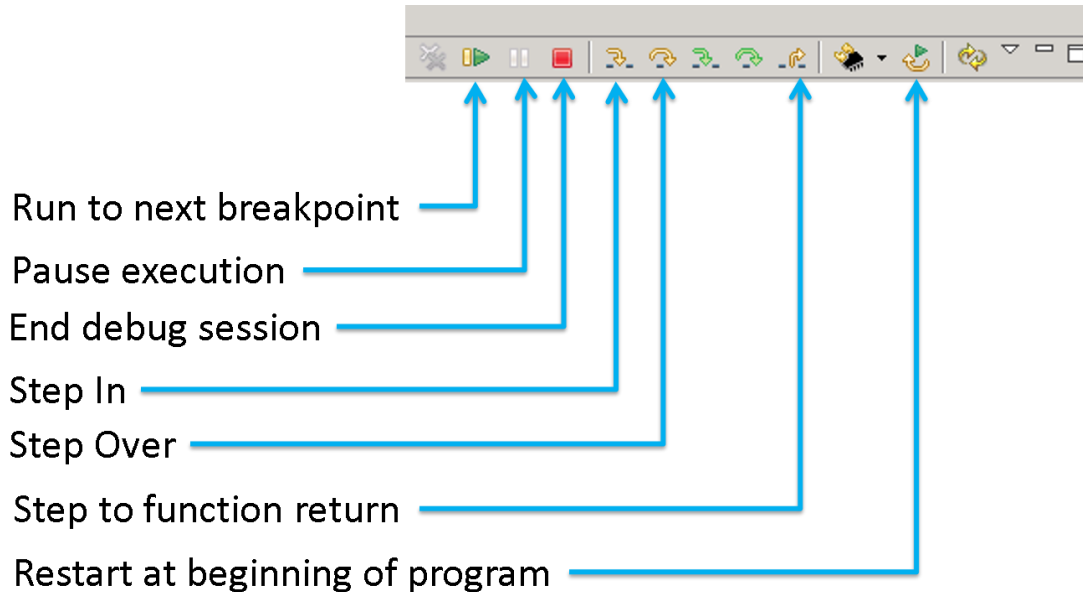 Run to next breakpoint
Pause execution
End debug session
Step In
Step Over
Step to function return
Restart at beginning of program